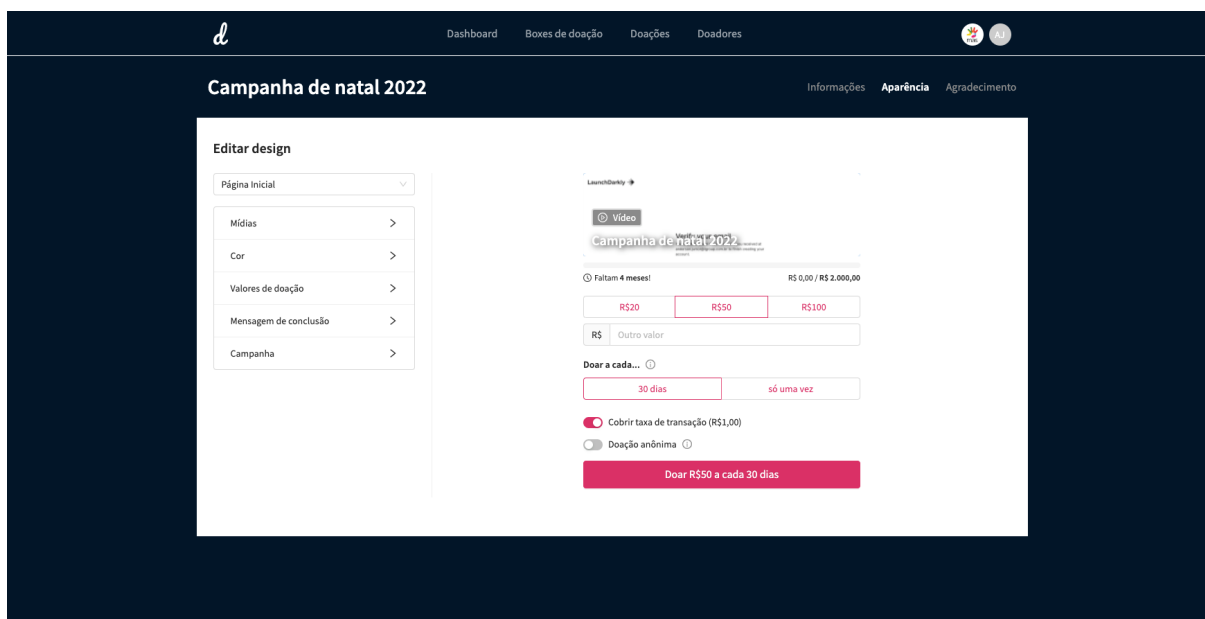 d
Dashboard Boxes de doação Doações Doadores
AJ
Campanha de natal 2022
Informações Aparência Agradecimento
Editar design
Página Inicial
Mídias
Cor
Valores de doação
Mensagem de conclusão
Campanha
LaunchDarkly
Vídeo
Campanha de natal 2022
Verify your email
Faltam 4 meses!
R$ 0,00 / R$ 2.000,00
R$20 R$50 R$100
R$ Outro valor
Doar a cada...
30 dias só uma vez
Cobrir taxa de transação (R$1,00)
Doação anônima
Doar R$50 a cada 30 dias